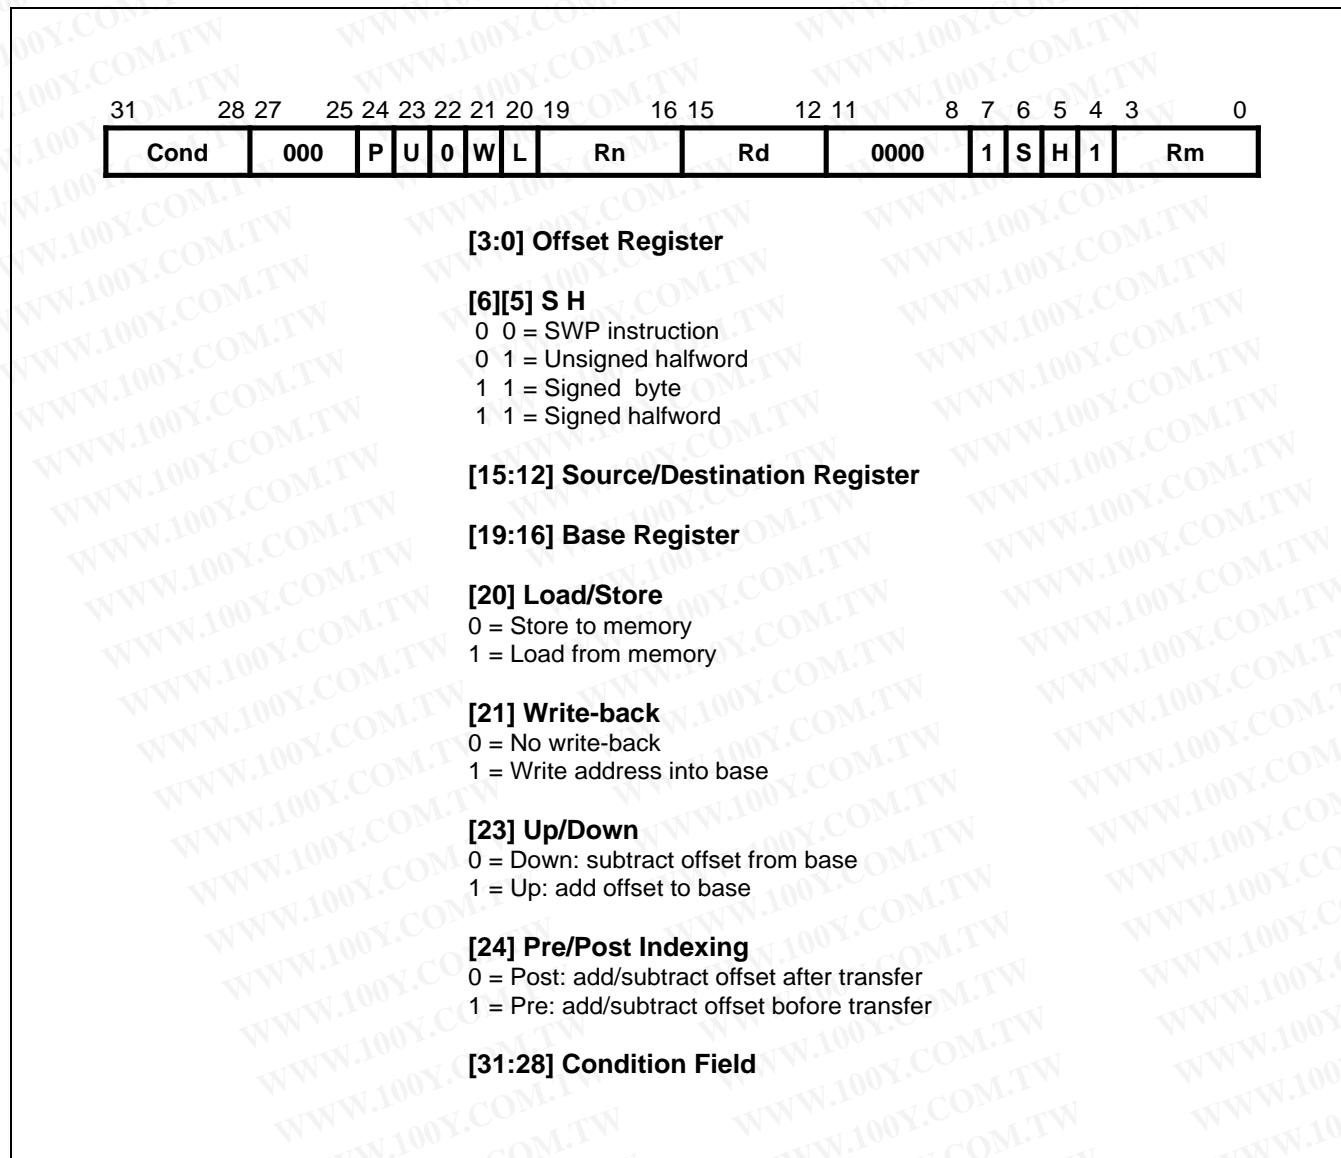 31 28 27 25 24 23 22 21 20 19 16 15 12 11 8 7 6 5 4 3 0
Cond 000 P U 0 W L Rn Rd 0000 1 S H 1 Rm
[3:0] Offset Register
[6][5] S H
0 0 = SWP instruction
0 1 = Unsigned halfword
1 1 = Signed byte
1 1 = Signed halfword
[15:12] Source/Destination Register
[19:16] Base Register
[20] Load/Store
0 = Store to memory
1 = Load from memory
[21] Write-back
0 = No write-back
1 = Write address into base
[23] Up/Down
0 = Down: subtract offset from base
1 = Up: add offset to base
[24] Pre/Post Indexing
0 = Post: add/subtract offset after transfer
1 = Pre: add/subtract offset bofore transfer
[31:28] Condition Field
WWW.100Y.COM.TW